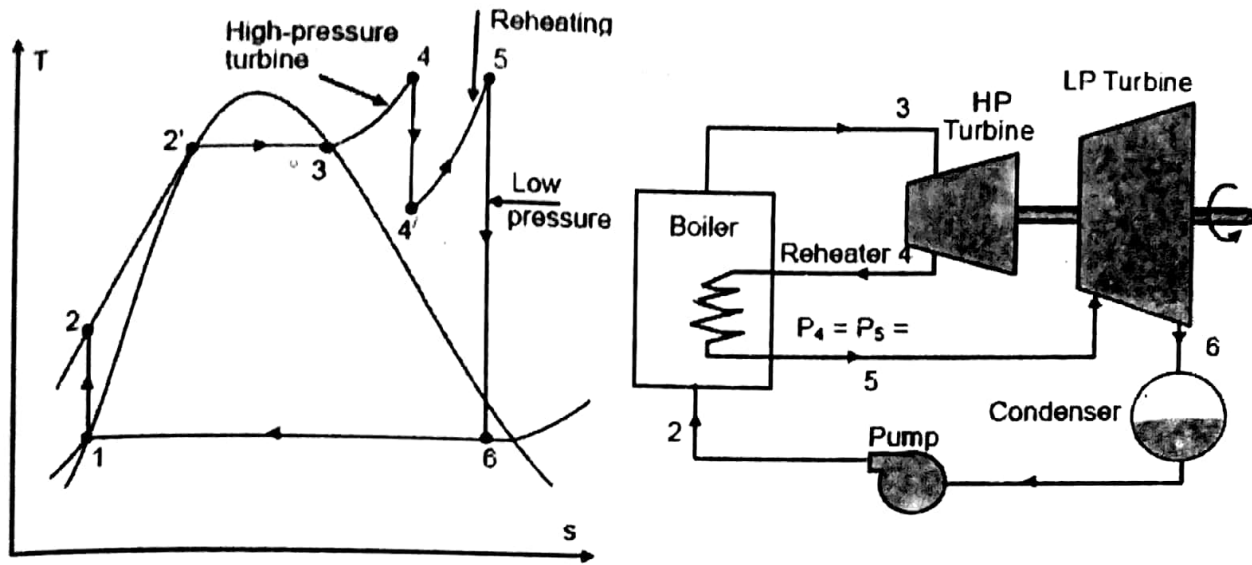 High-pressure
turbine
Reheating
T
4
5
2'
3
4'
Low
pressure
2
1
6
s
3
HP
Turbine
LP Turbine
Boiler
Reheater 4
P₄ = P₅ =
5
6
Condenser
2
Pump